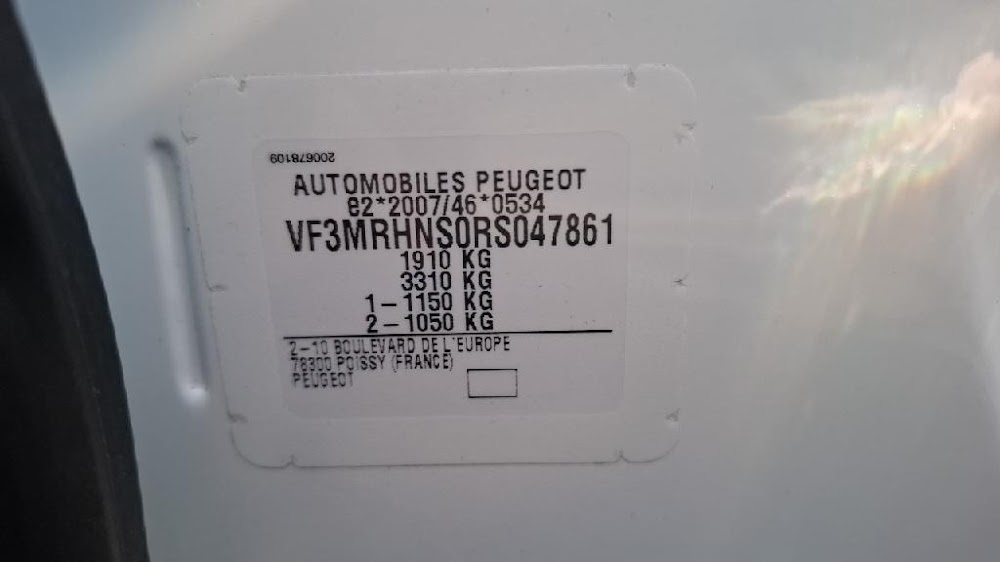 200678109
AUTOMOBILES PEUGEOT
e2*2007/46*0534
VF3MRHNS0RS047861
1910 KG
3310 KG
1-1150 KG
2-1050 KG
2-10 BOULEVARD DE L'EUROPE
78300 POISSY (FRANCE)
PEUGEOT